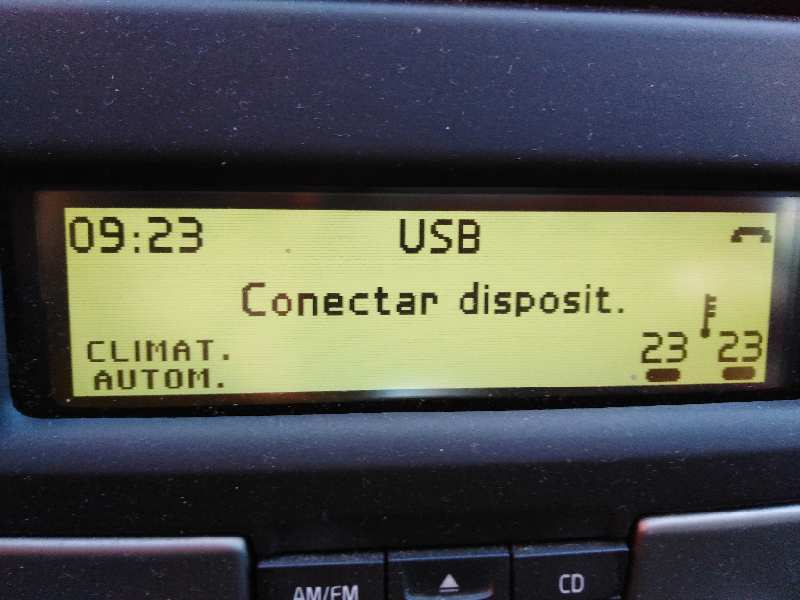 09:23 USB
Conectar disposit.
CLIMAT. 23 23
AUTOM.
AM/FM CD